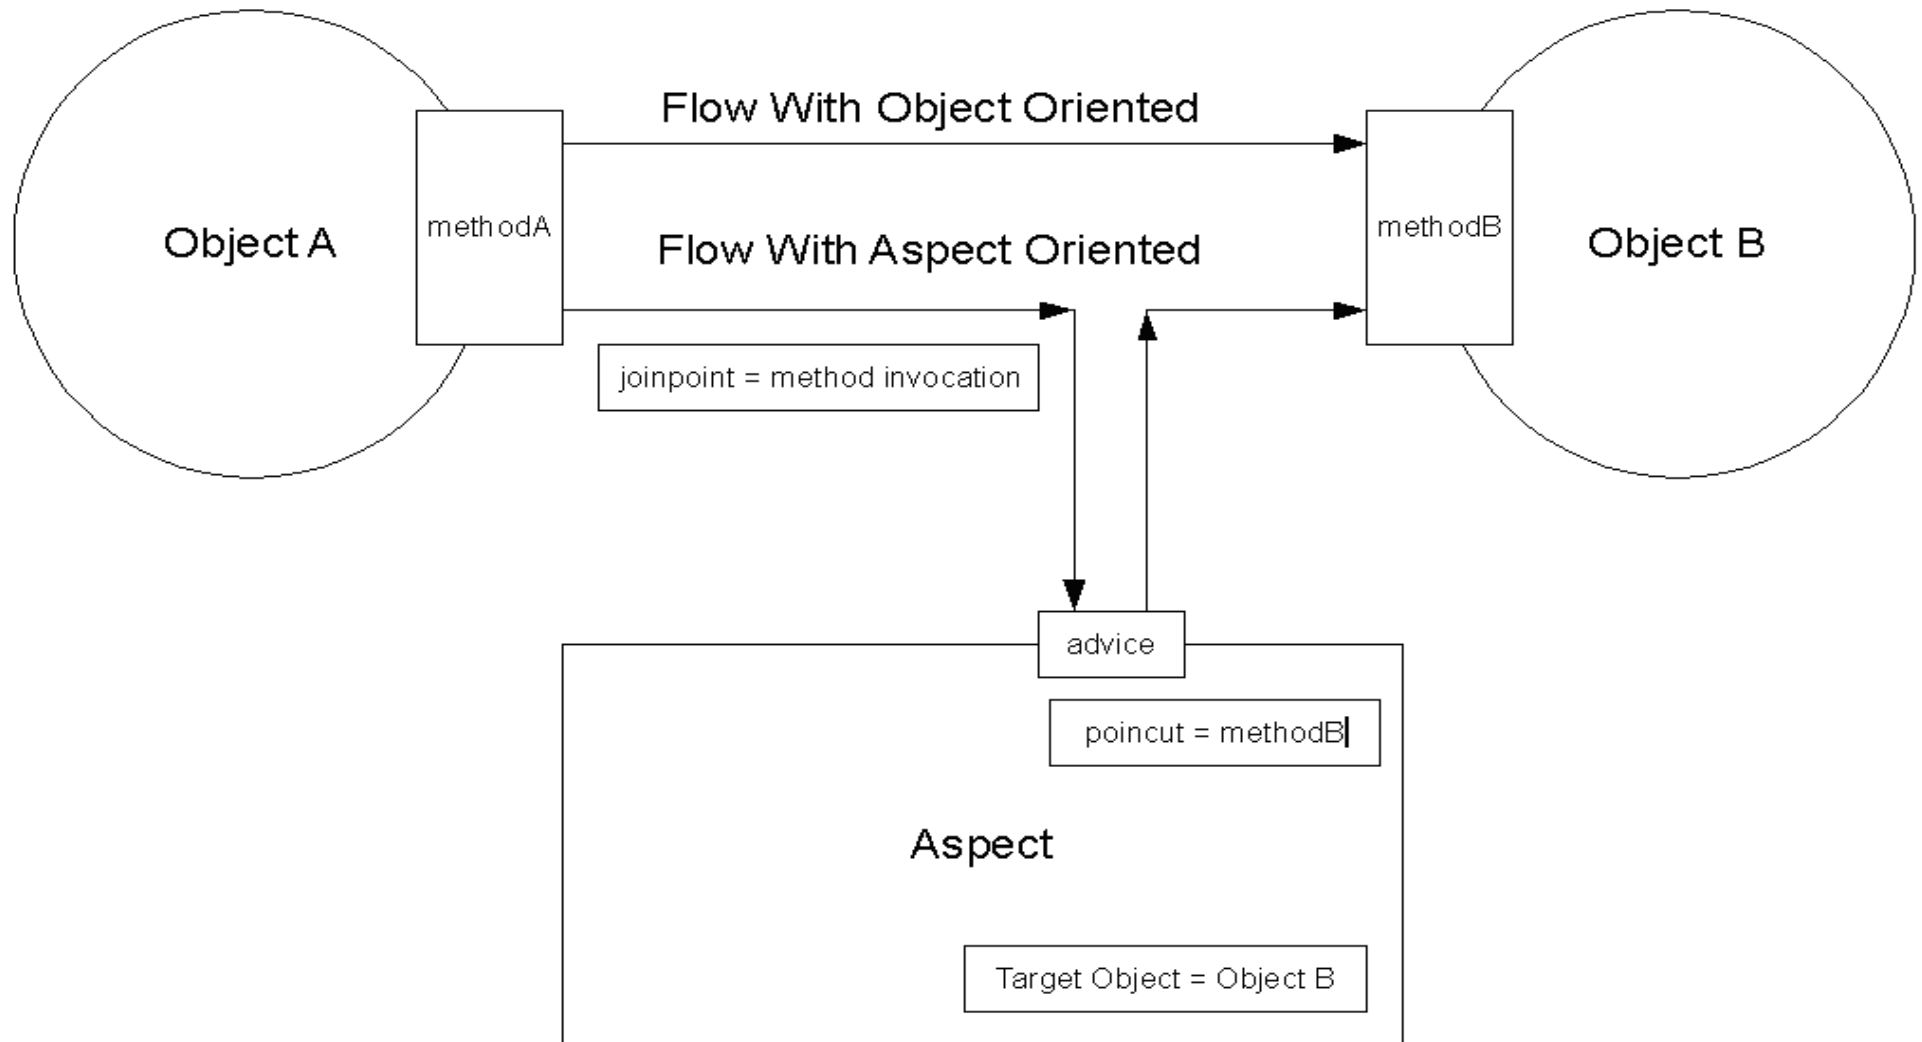 Flow With Object Oriented
Object A
methodA
methodB
Object B
Flow With Aspect Oriented
joinpoint = method invocation
advice
poincut = methodB
Aspect
Target Object = Object B